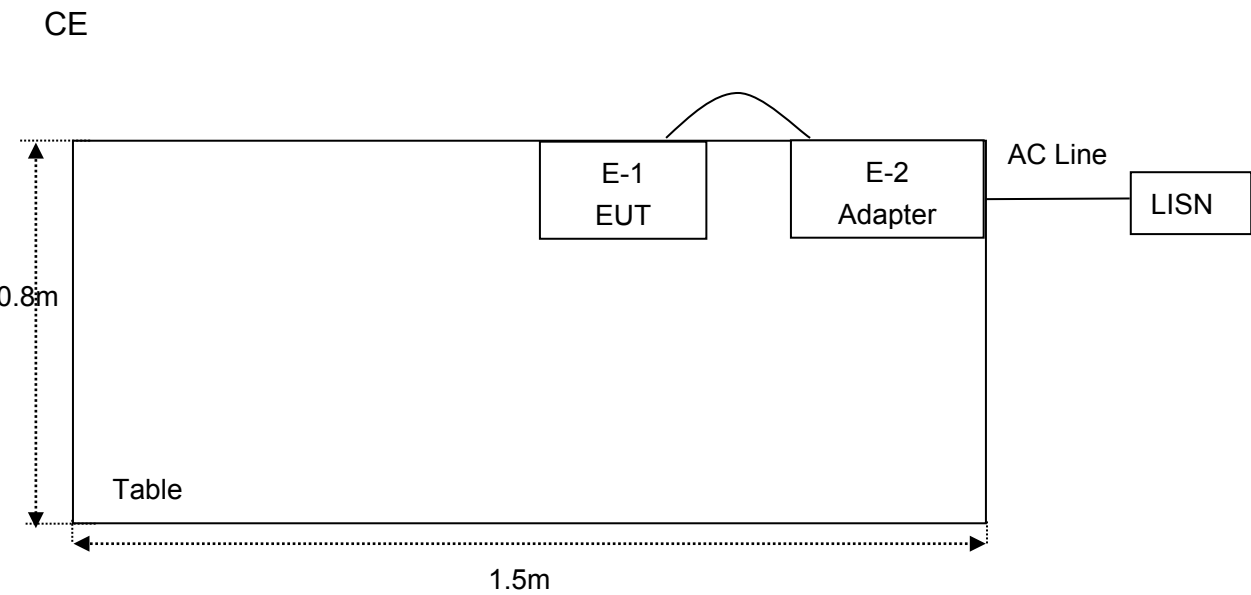 CE
AC Line
E-1
EUT
E-2
Adapter
LISN
0.8m
Table
1.5m